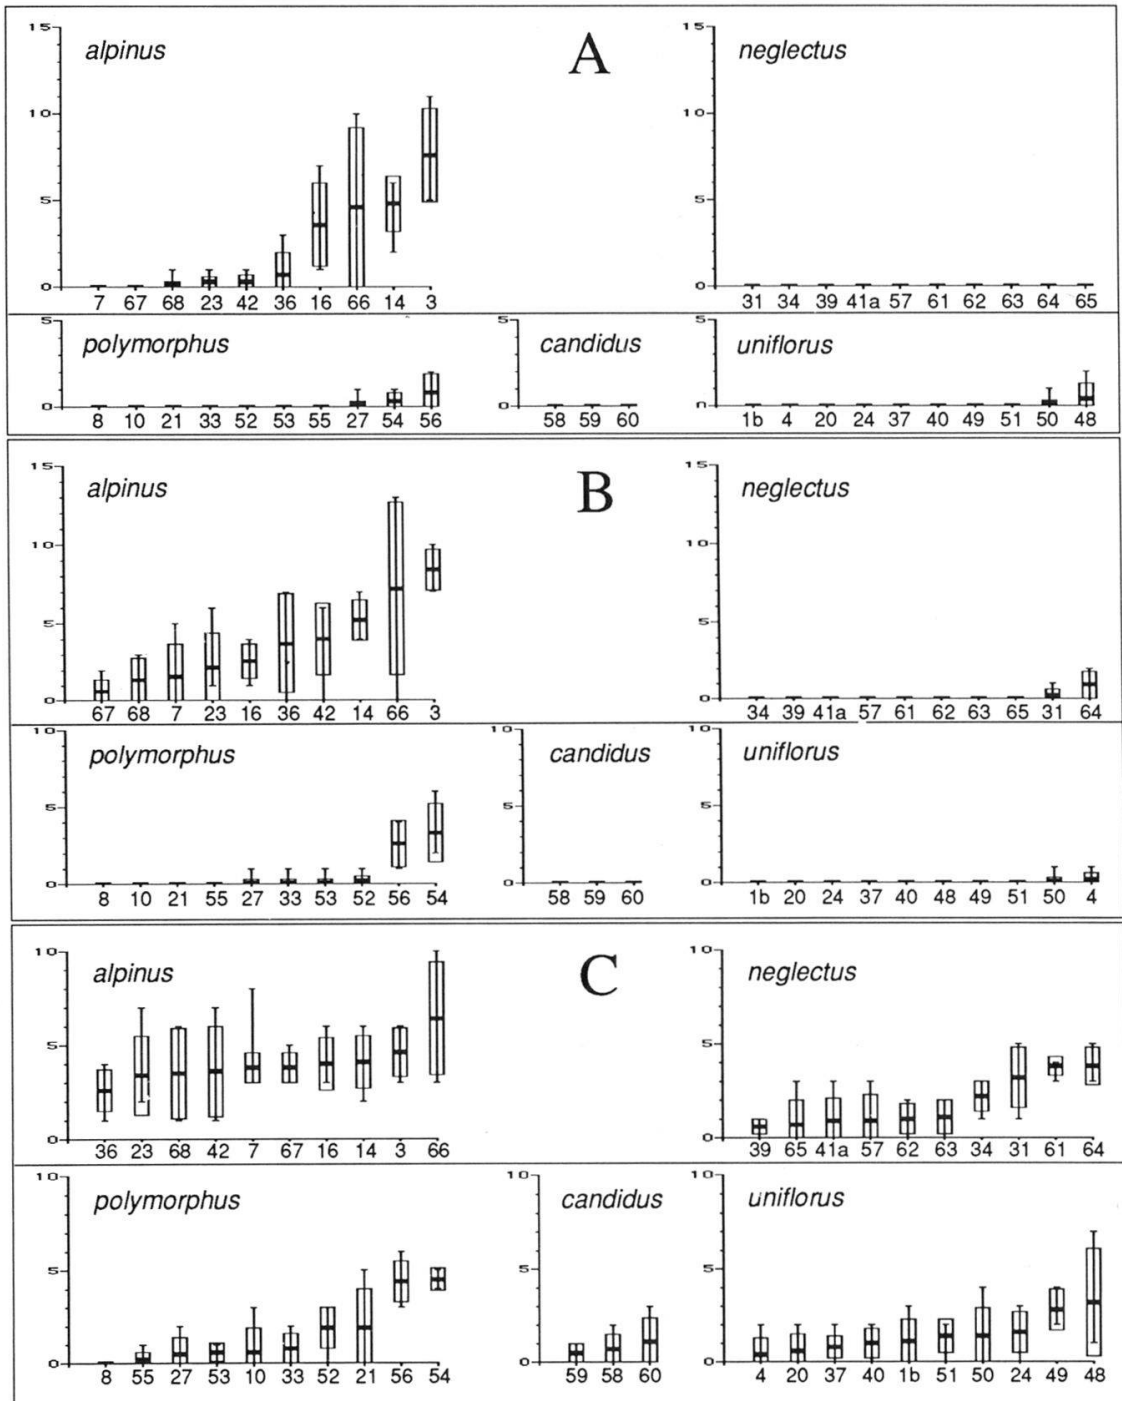 alpinus
A
neglectus
15
10
5
0
7 67 68 23 42 36 16 66 14 3
15
10
5
0
31 34 39 41a 57 61 62 63 64 65
polymorphus
5
0
8 10 21 33 52 53 55 27 54 56
candidus
5
0
58 59 60
uniflorus
5
0
1b 4 20 24 37 40 49 51 50 48
alpinus
B
neglectus
15
10
5
0
67 68 7 23 16 36 42 14 66 3
15
10
5
0
34 39 41a 57 61 62 63 65 31 64
polymorphus
10
5
0
8 10 21 55 27 33 53 52 56 54
candidus
10
5
0
58 59 60
uniflorus
10
5
0
1b 20 24 37 40 48 49 51 50 4
alpinus
C
neglectus
10
5
0
36 23 68 42 7 67 16 14 3 66
10
5
0
39 65 41a 57 62 63 34 31 61 64
polymorphus
10
5
0
8 55 27 53 10 33 52 21 56 54
candidus
10
5
0
59 58 60
uniflorus
10
5
0
4 20 37 40 1b 51 50 24 49 48